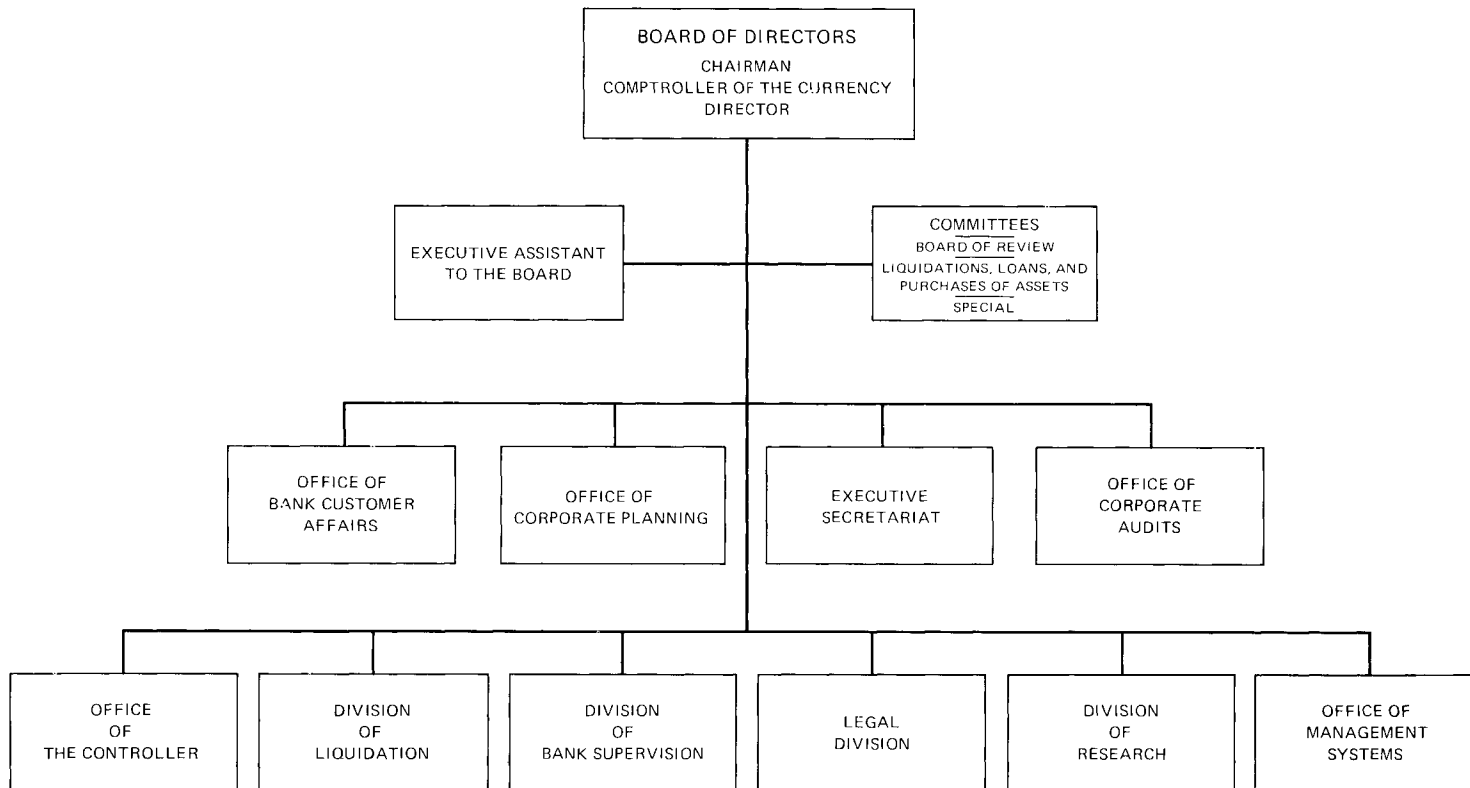 BOARD OF DIRECTORS
CHAIRMAN
COMPTROLLER OF THE CURRENCY
DIRECTOR
EXECUTIVE ASSISTANT
TO THE BOARD
COMMITTEES
BOARD OF REVIEW
LIQUIDATIONS, LOANS, AND
PURCHASES OF ASSETS
SPECIAL
OFFICE OF
BANK CUSTOMER
AFFAIRS
OFFICE OF
CORPORATE PLANNING
EXECUTIVE
SECRETARIAT
OFFICE OF
CORPORATE
AUDITS
OFFICE
OF
THE CONTROLLER
DIVISION
OF
LIQUIDATION
DIVISION
OF
BANK SUPERVISION
LEGAL
DIVISION
DIVISION
OF
RESEARCH
OFFICE OF
MANAGEMENT
SYSTEMS